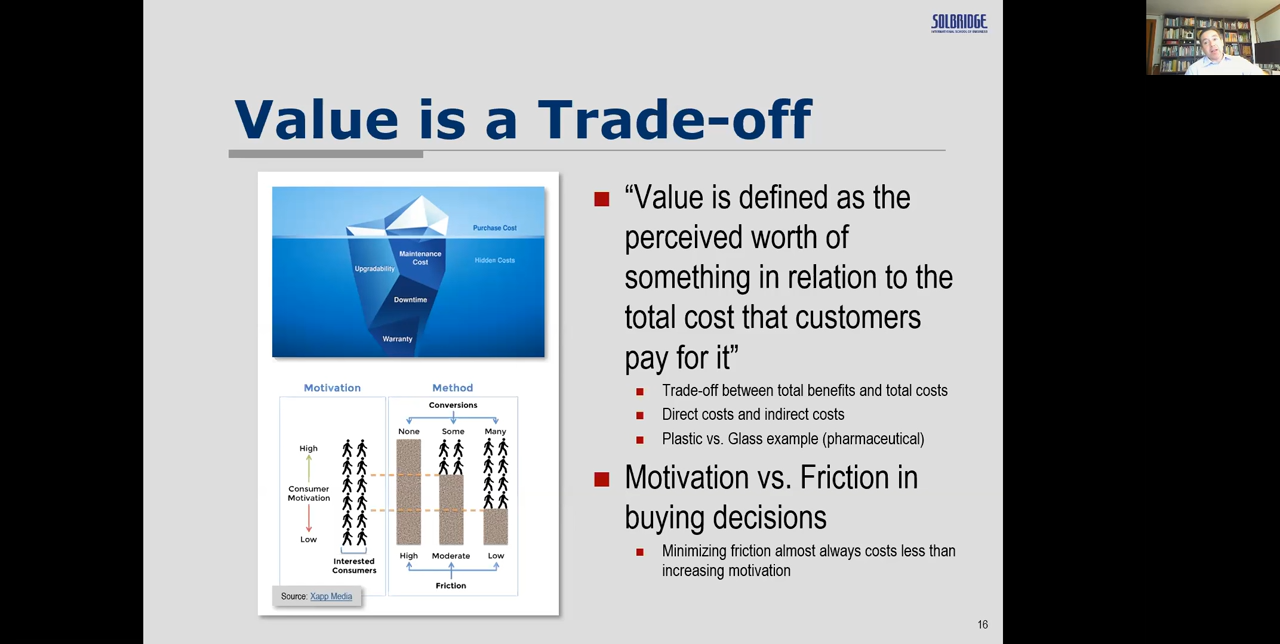 SOLBRIDGE
INTERNATIONAL SCHOOL OF BUSINESS
Value is a Trade-off
Purchase Cost
Hidden Costs
Maintenance
Cost
Upgradability
Downtime
Warranty
Motivation
Method
Conversions
None
Some
Many
High
Consumer
Motivation
Low
Interested
Consumers
High
Moderate
Low
Friction
Source: Xapp Media
“Value is defined as the
perceived worth of
something in relation to the
total cost that customers
pay for it”
Trade-off between total benefits and total costs
Direct costs and indirect costs
Plastic vs. Glass example (pharmaceutical)
Motivation vs. Friction in
buying decisions
Minimizing friction almost always costs less than
increasing motivation
16